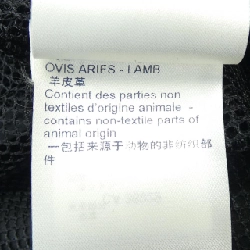 OVIS ARIES - LAMB
羊皮革
Contient des parties non
textiles d'origine animale -
contains non-textile parts of
animal origin
一包括来源于动物的非纺织部
件